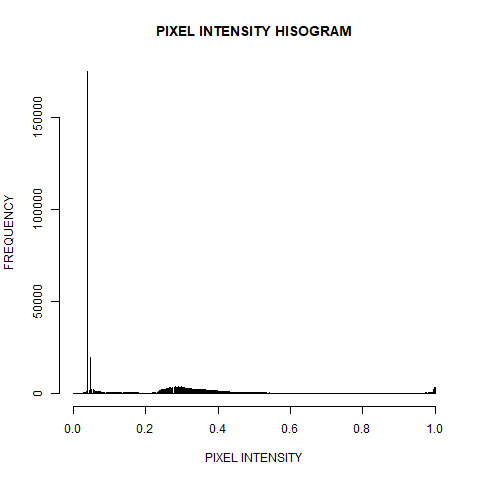 PIXEL INTENSITY HISOGRAM
FREQUENCY
150000
100000
50000
0
0.0 0.2 0.4 0.6 0.8 1.0
PIXEL INTENSITY